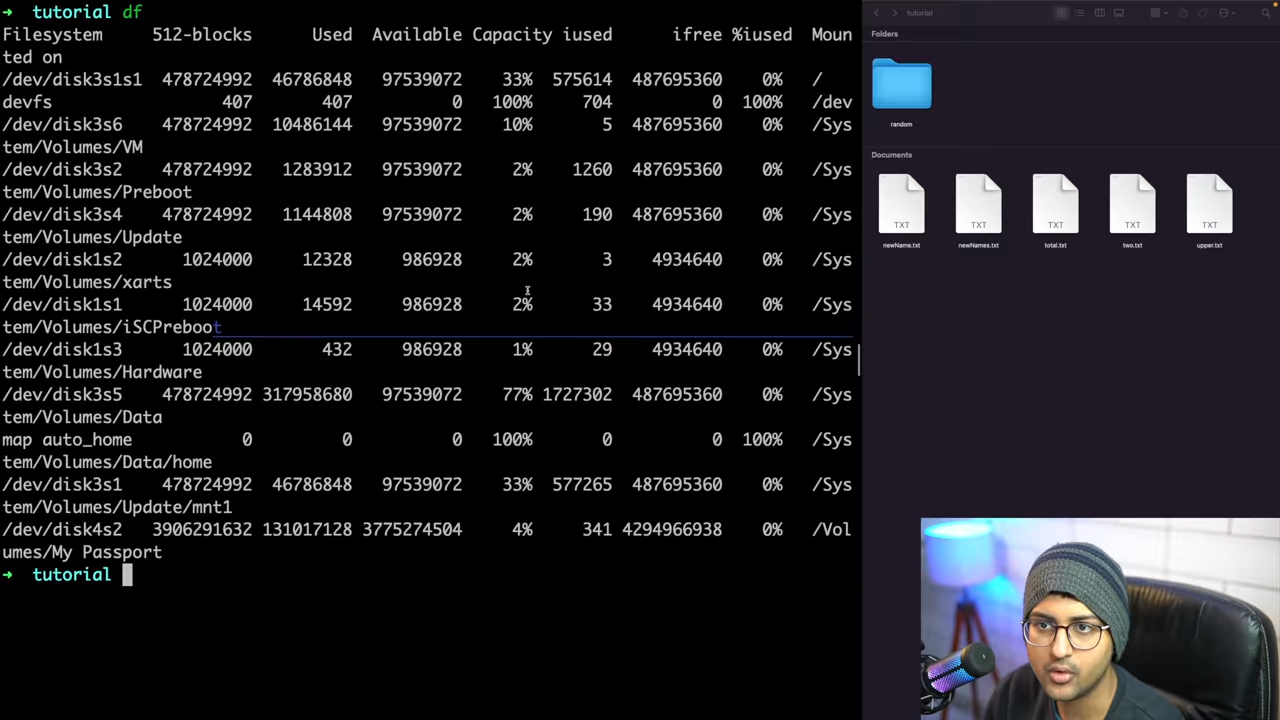 ➜ tutorial df
Filesystem 512-blocks Used Available Capacity iused ifree %iused Moun
ted on
/dev/disk3s1s1 478724992 46786848 97539072 33% 575614 487695360 0% /
devfs 407 407 0 100% 704 0 100% /dev
/dev/disk3s6 478724992 10486144 97539072 10% 5 487695360 0% /Sys
tem/Volumes/VM
/dev/disk3s2 478724992 1283912 97539072 2% 1260 487695360 0% /Sys
tem/Volumes/Preboot
/dev/disk3s4 478724992 1144808 97539072 2% 190 487695360 0% /Sys
tem/Volumes/Update
/dev/disk1s2 1024000 12328 986928 2% 3 4934640 0% /Sys
tem/Volumes/xarts
/dev/disk1s1 1024000 14592 986928 2% 33 4934640 0% /Sys
tem/Volumes/iSCPreboot
/dev/disk1s3 1024000 432 986928 1% 29 4934640 0% /Sys
tem/Volumes/Hardware
/dev/disk3s5 478724992 317958680 97539072 77% 1727302 487695360 0% /Sys
tem/Volumes/Data
map auto_home 0 0 0 100% 0 0 100% /Sys
tem/Volumes/Data/home
/dev/disk3s1 478724992 46786848 97539072 33% 577265 487695360 0% /Sys
tem/Volumes/Update/mnt1
/dev/disk4s2 3906291632 131017128 3775274504 4% 341 4294966938 0% /Vol
umes/My Passport
➜ tutorial
tutorial
Folders
random
Documents
TXT TXT TXT TXT TXT
newName.txt newNames.txt total.txt two.txt upper.txt